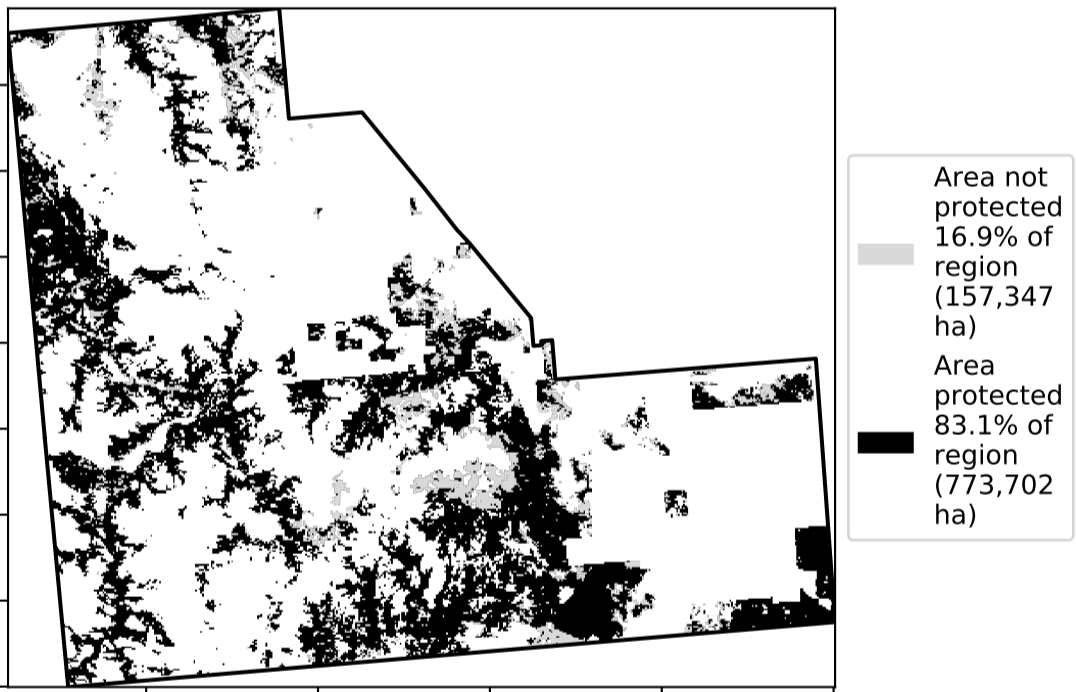 Area not
protected
16.9% of
region
(157,347
ha)
Area
protected
83.1% of
region
(773,702
ha)